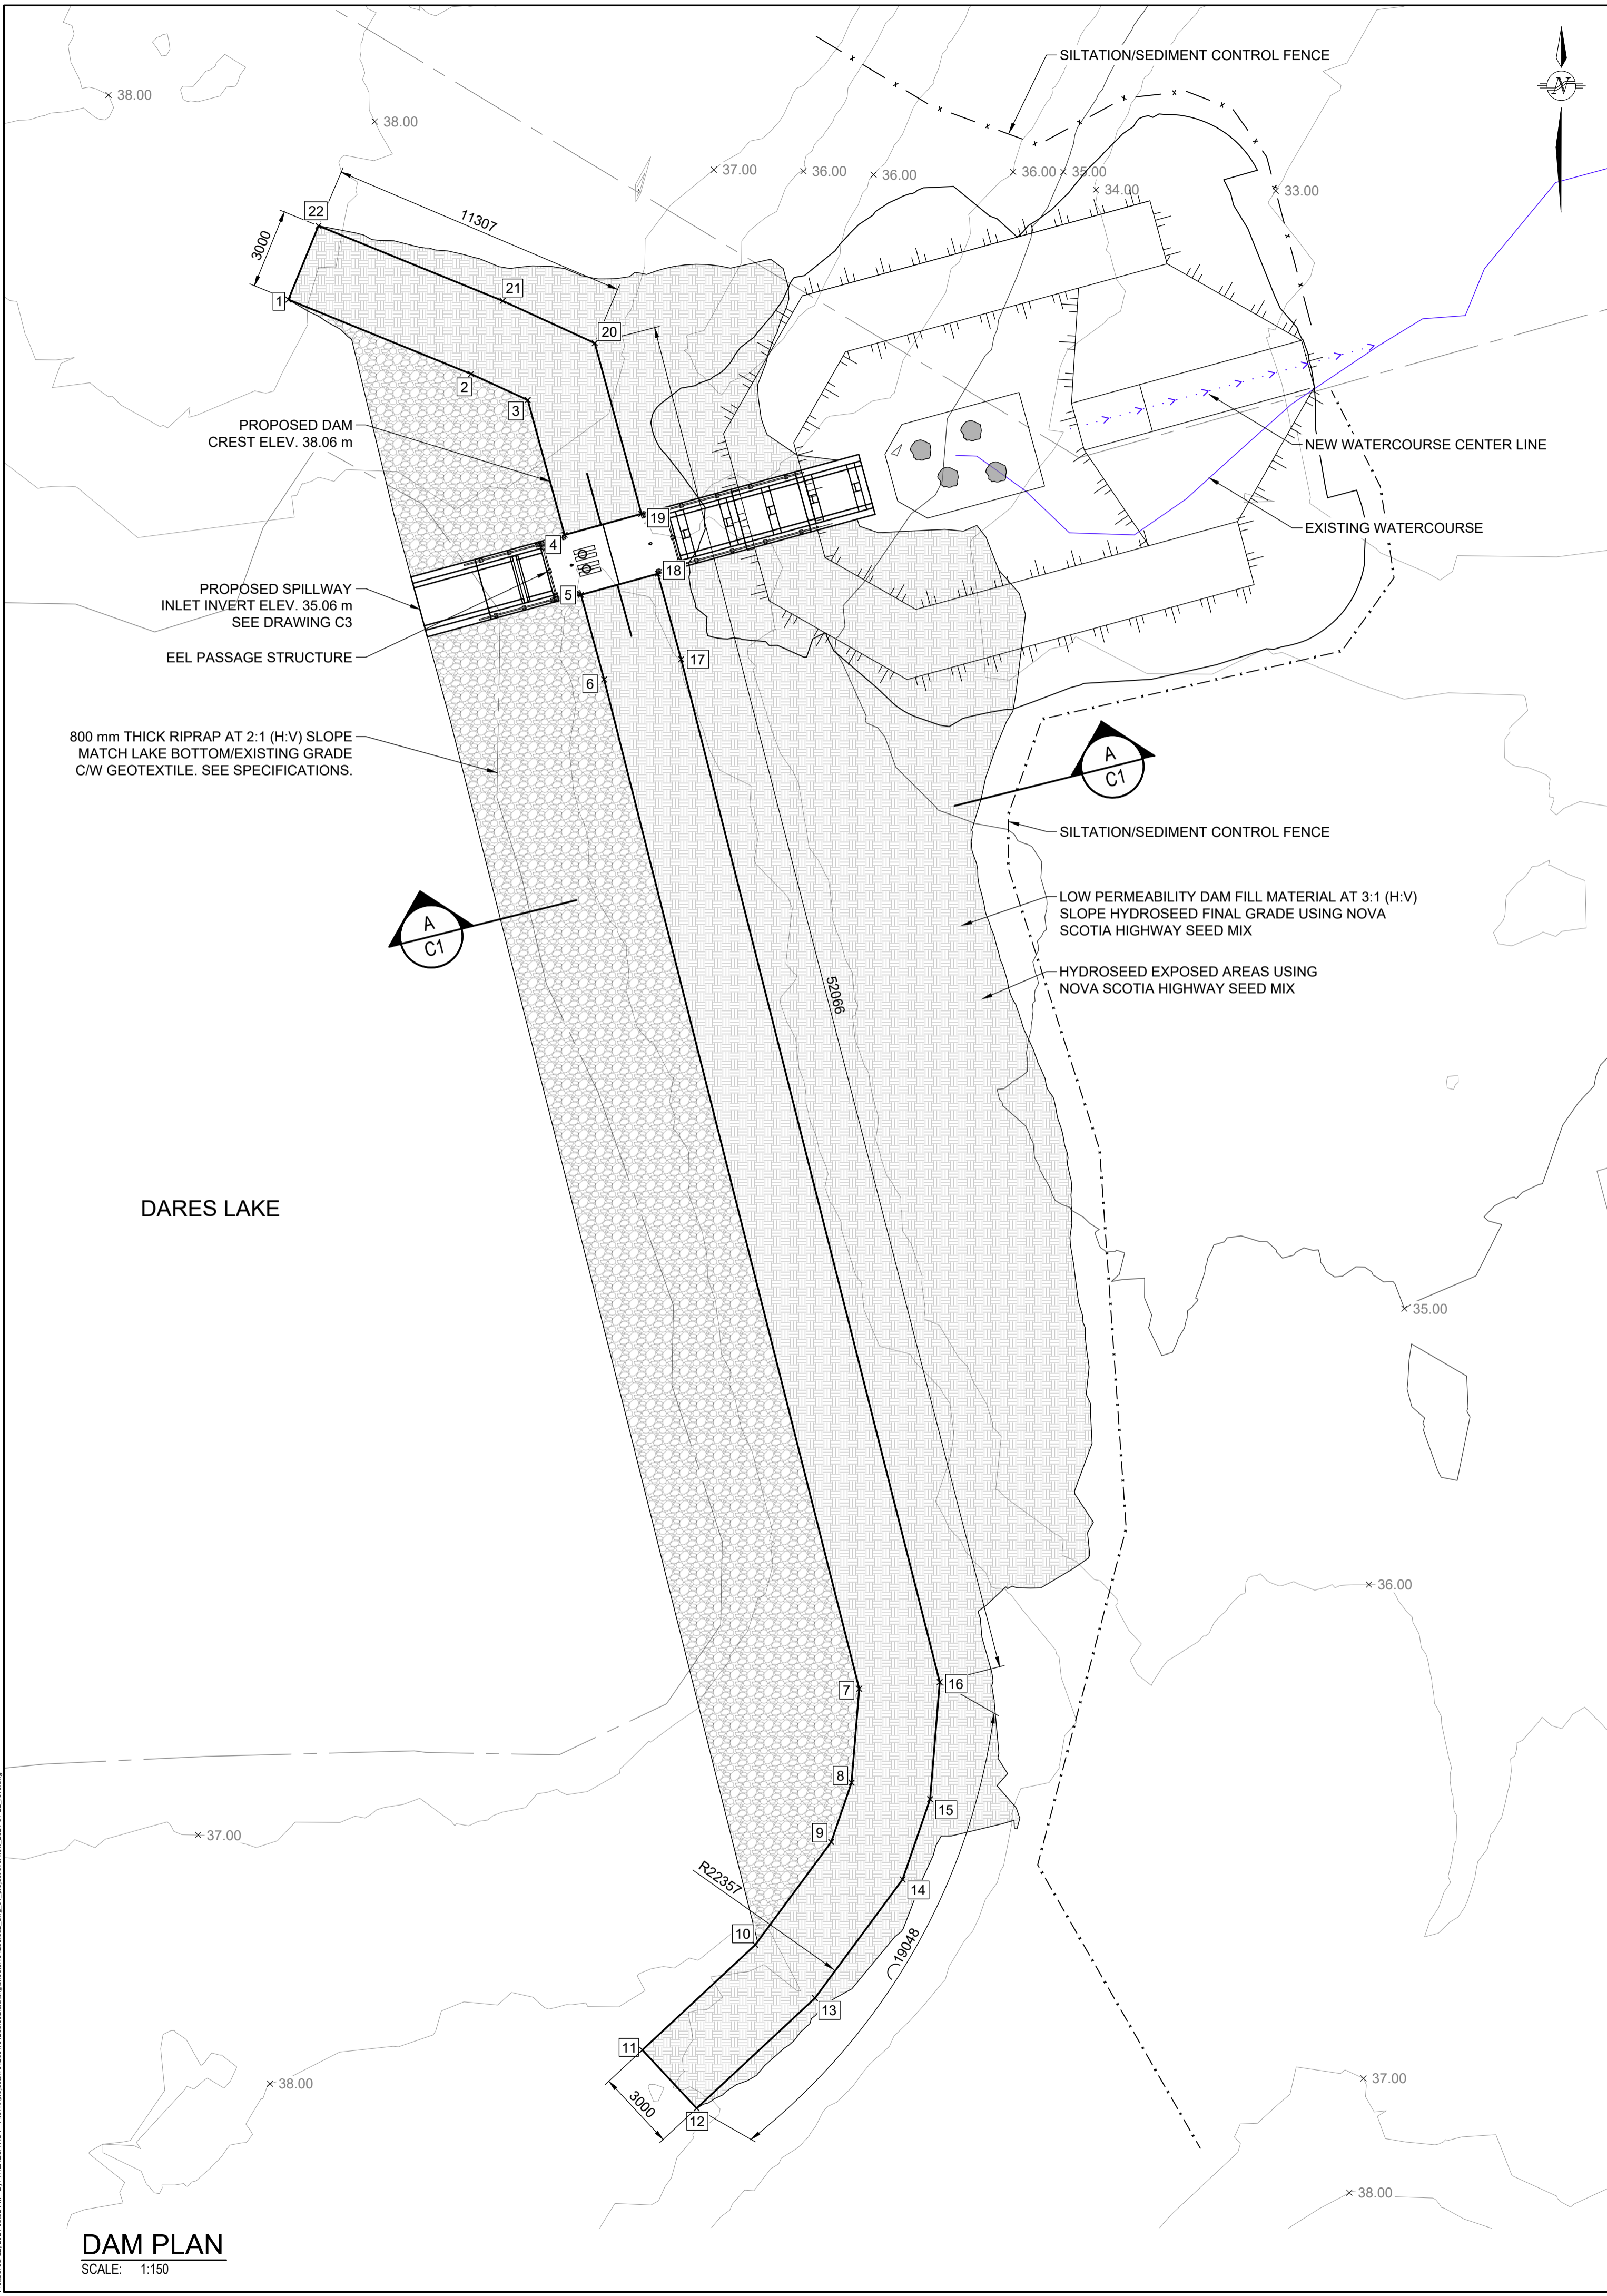 SILTATION/SEDIMENT CONTROL FENCE
N
38.00
38.00
37.00
36.00
36.00
36.00
35.00
34.00
33.00
22
11307
3000
1
21
20
2
3
PROPOSED DAM
CREST ELEV. 38.06 m
NEW WATERCOURSE CENTER LINE
19
4
EXISTING WATERCOURSE
18
5
PROPOSED SPILLWAY
INLET INVERT ELEV. 35.06 m
SEE DRAWING C3
EEL PASSAGE STRUCTURE
17
6
800 mm THICK RIPRAP AT 2:1 (H:V) SLOPE
MATCH LAKE BOTTOM/EXISTING GRADE
C/W GEOTEXTILE. SEE SPECIFICATIONS.
A
C1
SILTATION/SEDIMENT CONTROL FENCE
LOW PERMEABILITY DAM FILL MATERIAL AT 3:1 (H:V)
SLOPE HYDROSEED FINAL GRADE USING NOVA
SCOTIA HIGHWAY SEED MIX
A
C1
HYDROSEED EXPOSED AREAS USING
NOVA SCOTIA HIGHWAY SEED MIX
52066
DARES LAKE
35.00
36.00
16
7
8
15
9
37.00
14
R22357
10
19048
13
11
38.00
37.00
3000
12
38.00
DAM PLAN
SCALE: 1:150